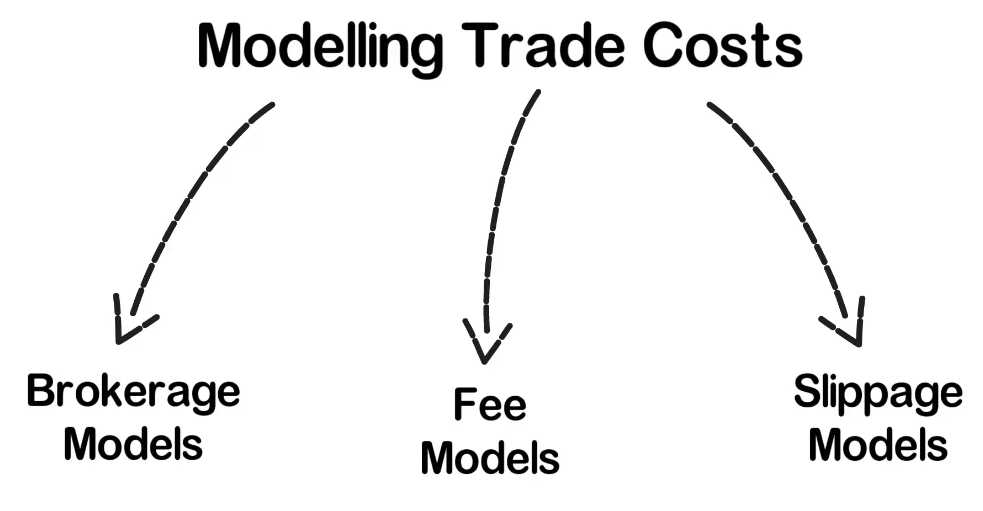 Modelling Trade Costs
Brokerage
Models
Fee
Models
Slippage
Models